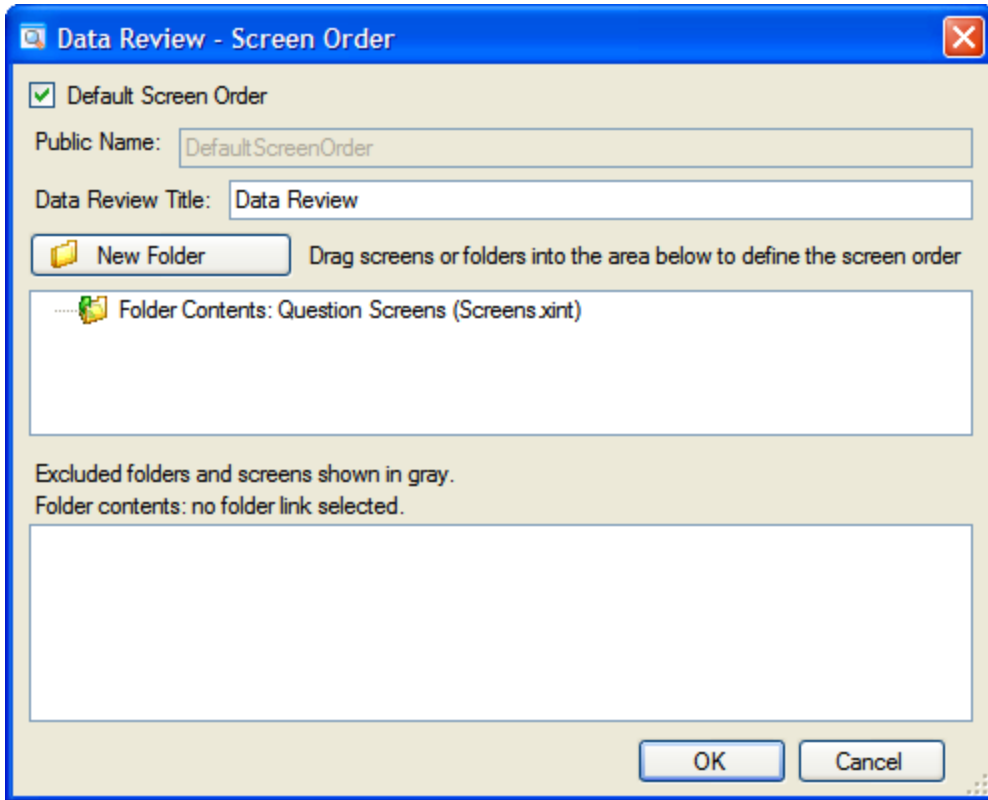 Data Review - Screen Order
Default Screen Order
Public Name: DefaultScreenOrder
Data Review Title: Data Review
New Folder Drag screens or folders into the area below to define the screen order
Folder Contents: Question Screens (Screens.xint)
Excluded folders and screens shown in gray.
Folder contents: no folder link selected.
OK Cancel